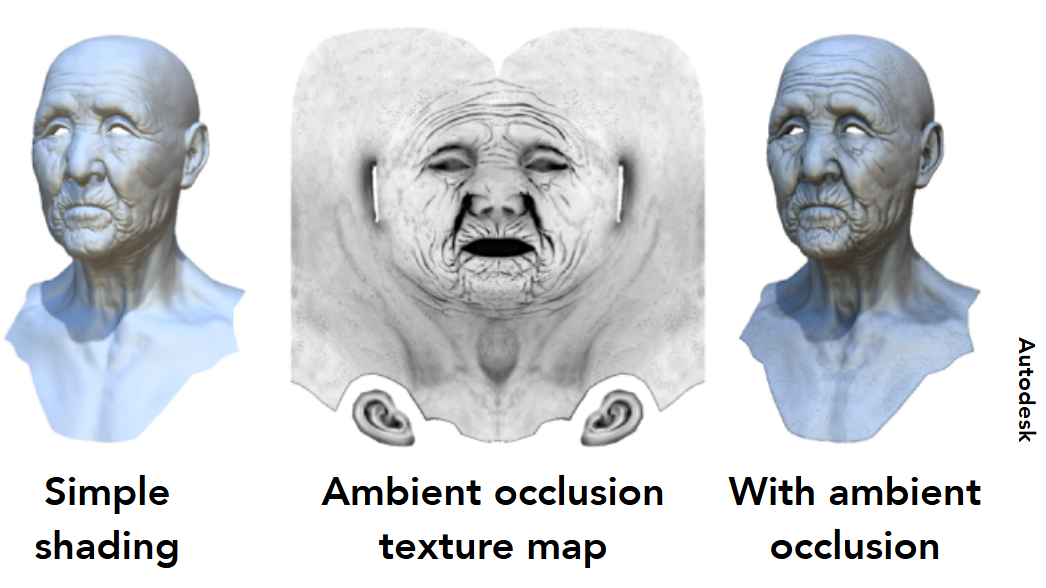 Simple
shading
Ambient occlusion
texture map
With ambient
occlusion
Autodesk